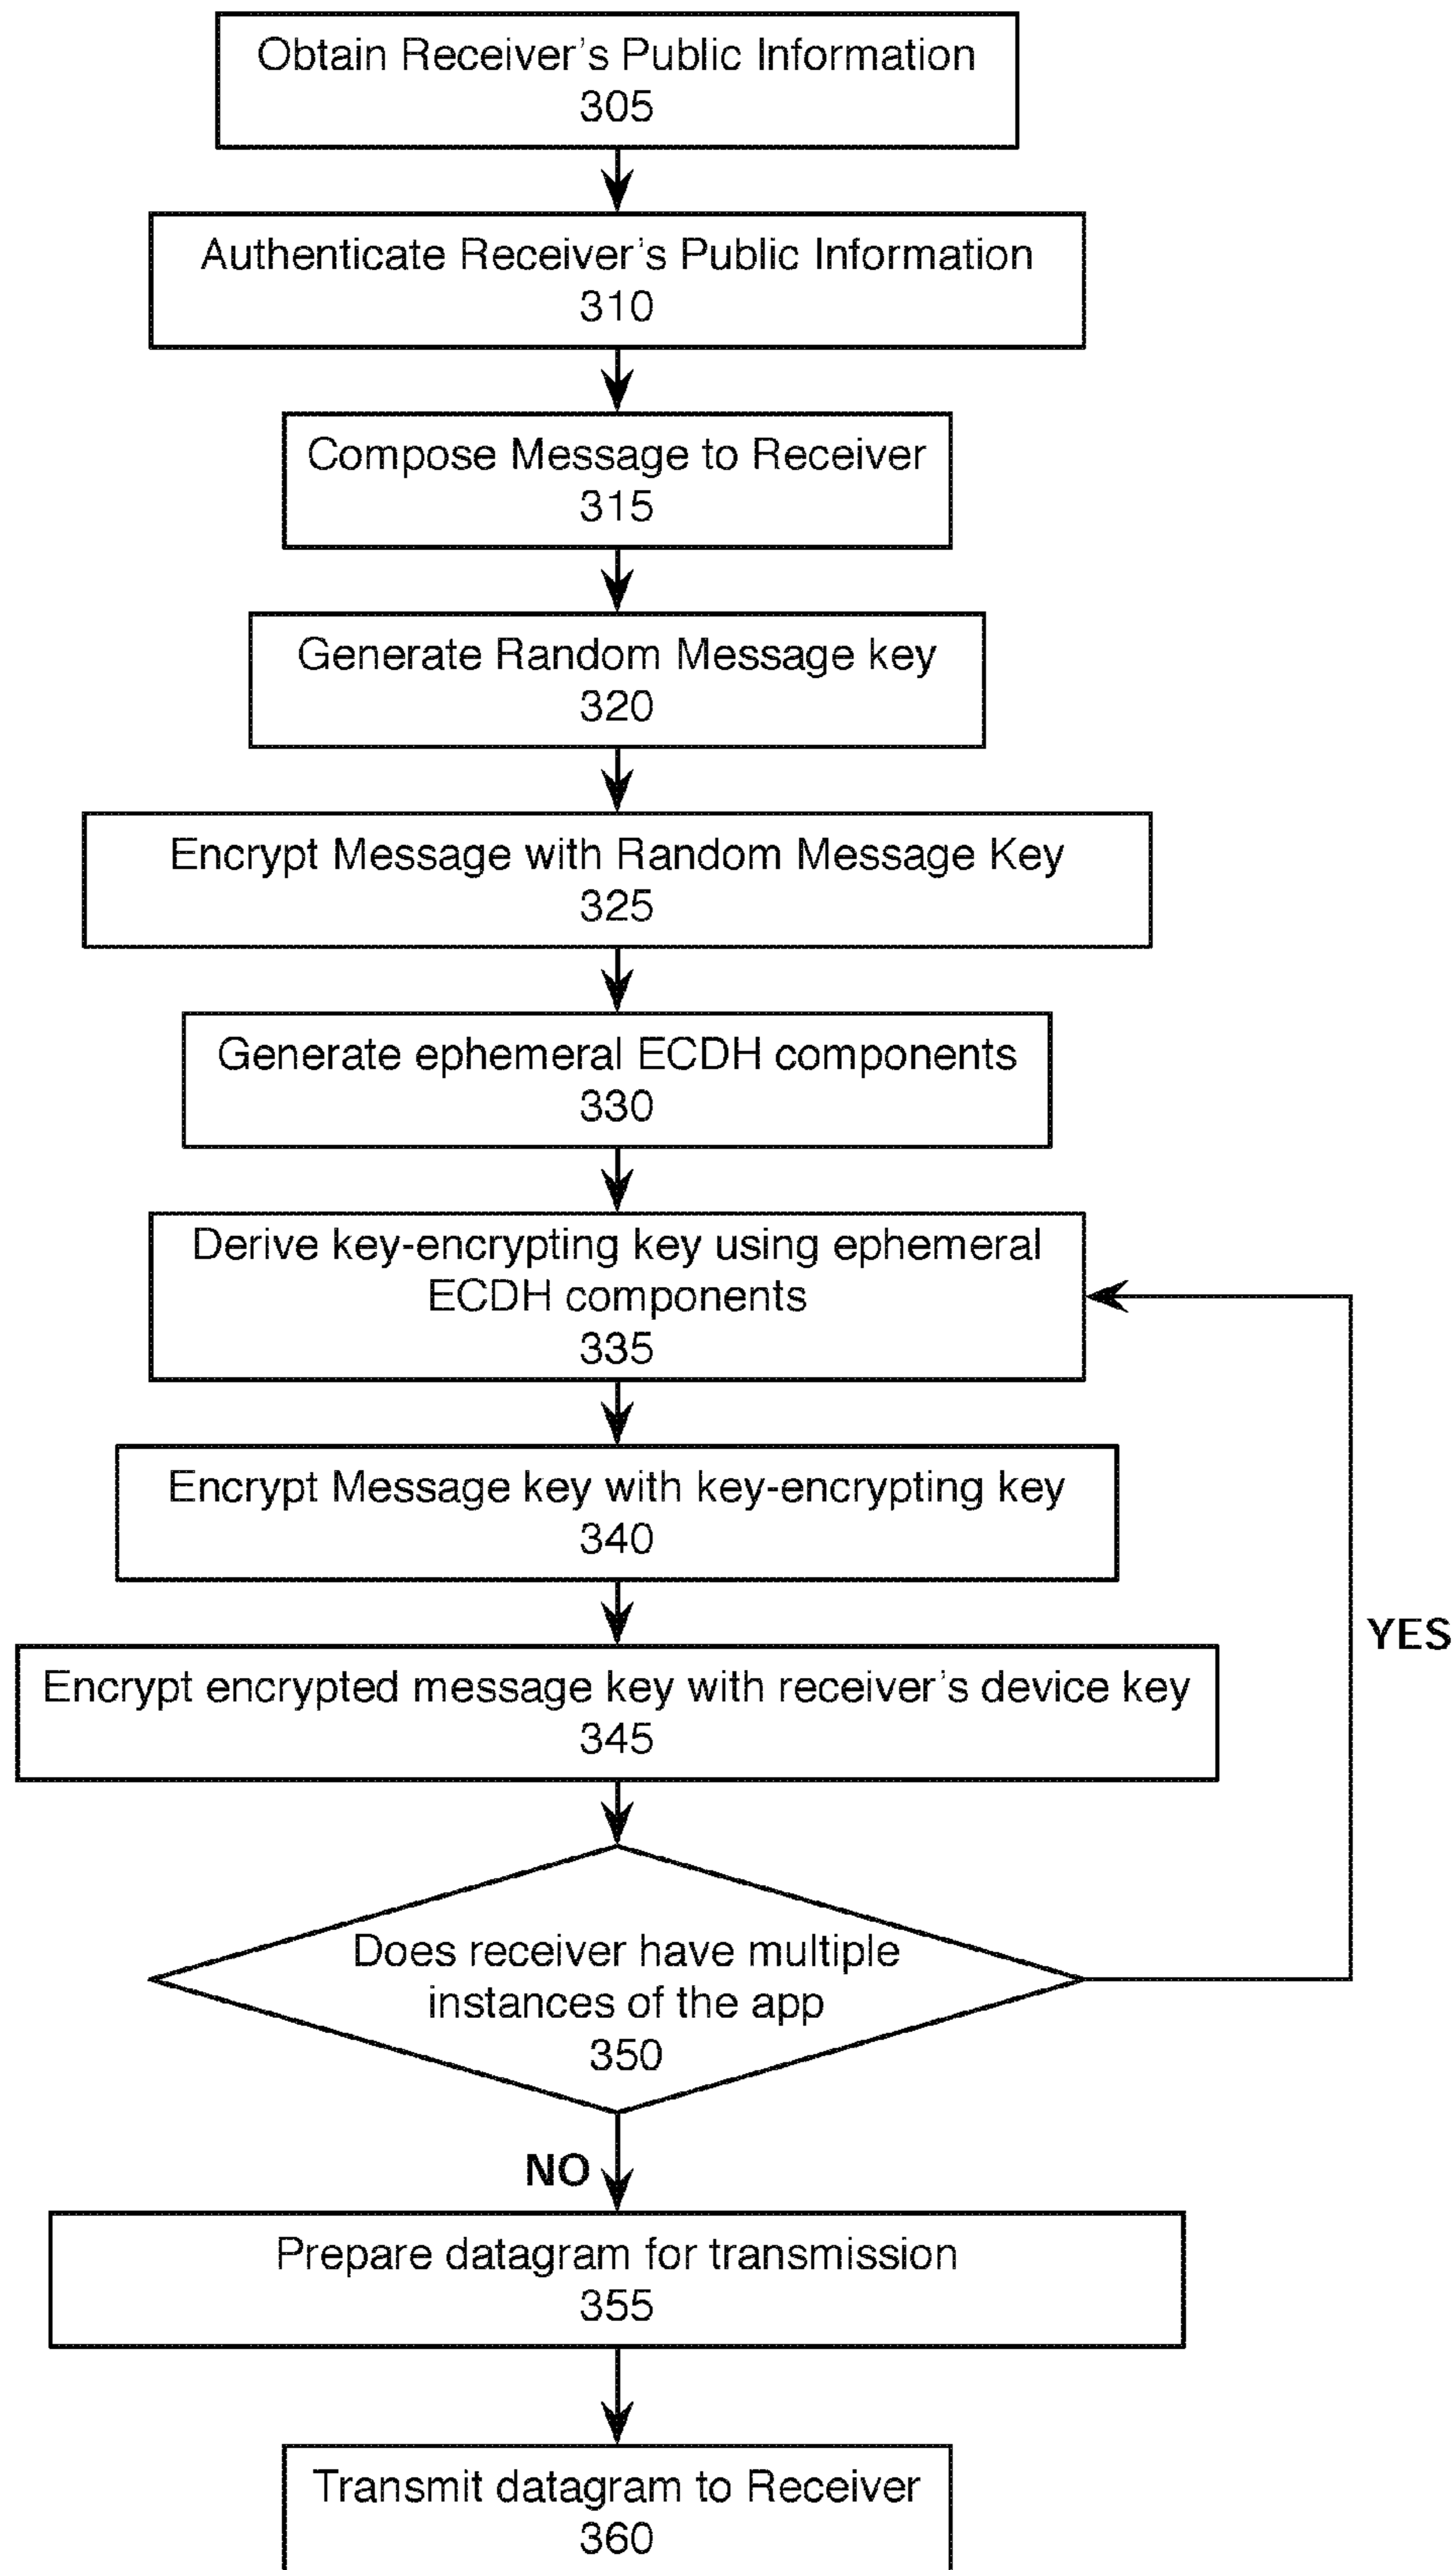 Obtain Receiver's Public Information
305
Authenticate Receiver's Public Information
310
Compose Message to Receiver
315
Generate Random Message key
320
Encrypt Message with Random Message Key
325
Generate ephemeral ECDH components
330
Derive key-encrypting key using ephemeral
ECDH components
335
Encrypt Message key with key-encrypting key
340
YES
Encrypt encrypted message key with receiver's device key
345
Does receiver have multiple
instances of the app
350
NO
Prepare datagram for transmission
355
Transmit datagram to Receiver
360